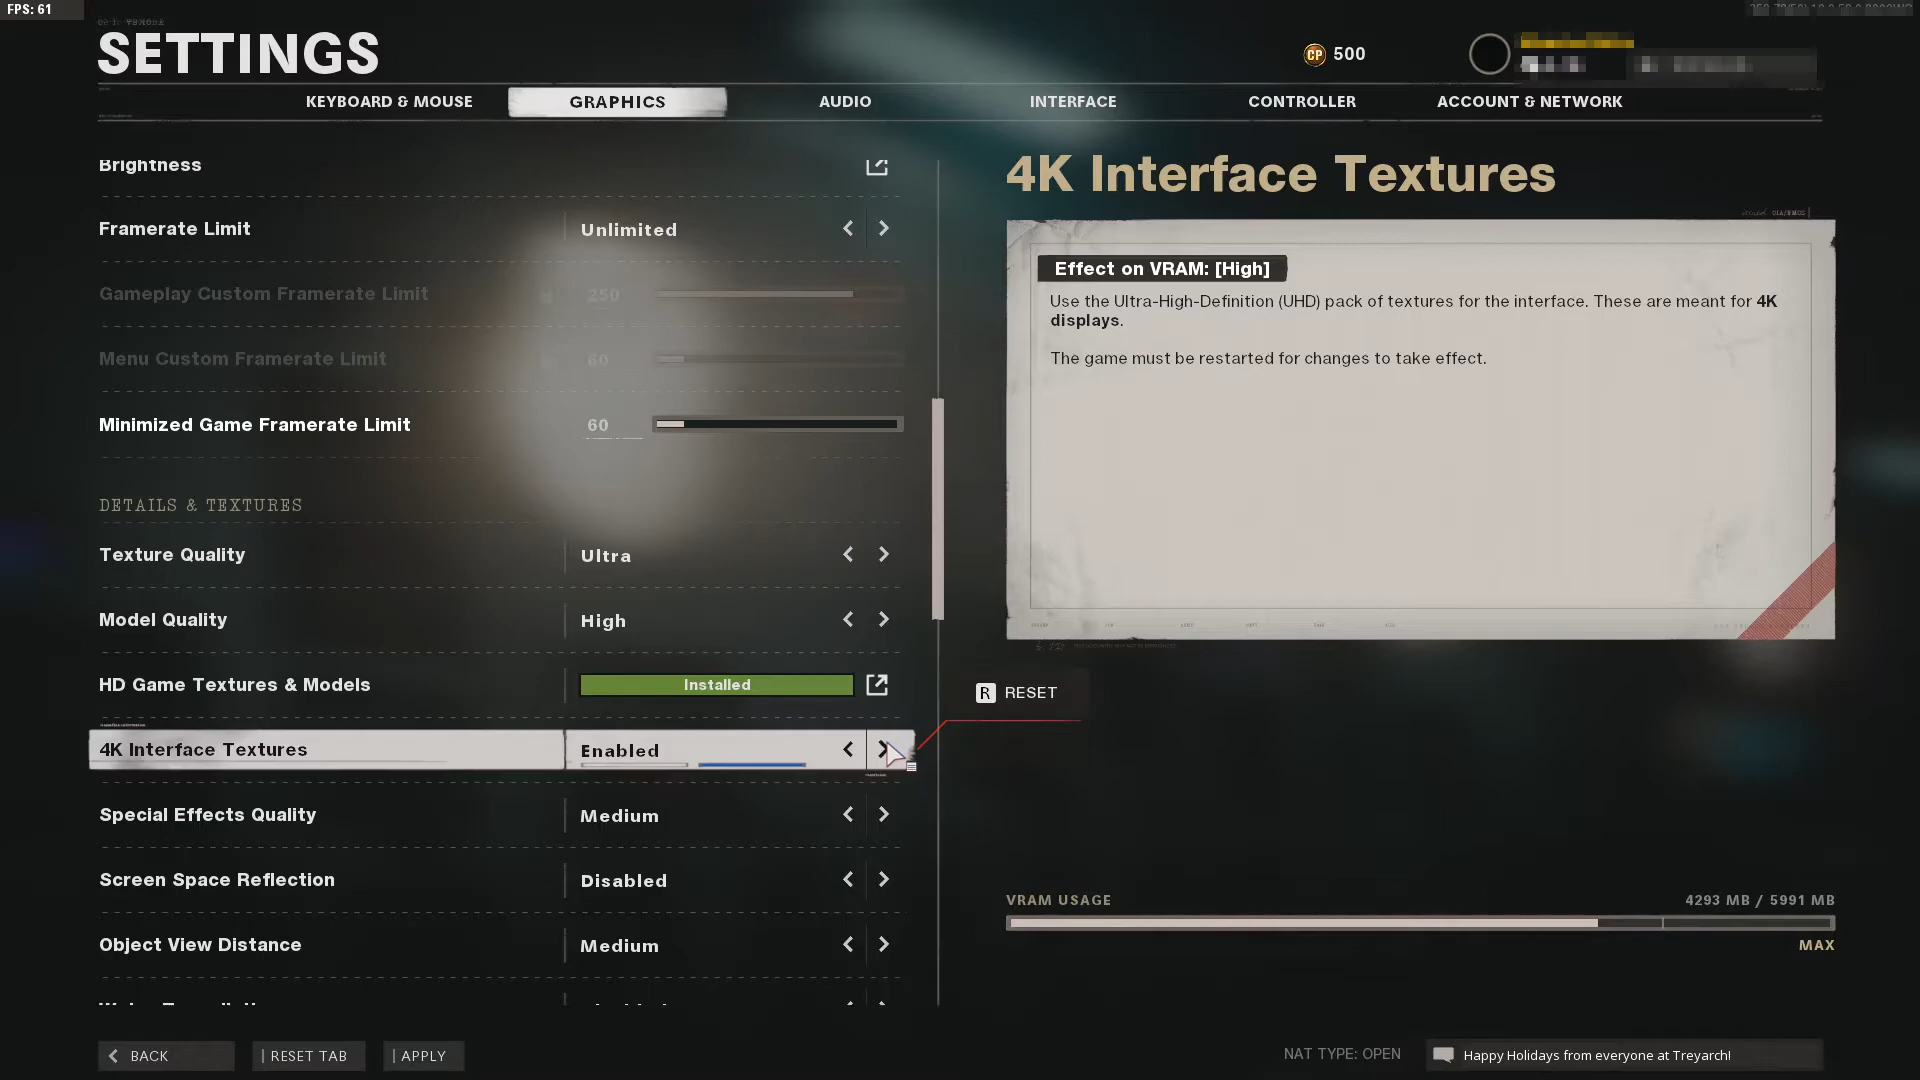 FPS: 61
SETTINGS
CP 500
KEYBOARD & MOUSE
GRAPHICS
AUDIO
INTERFACE
CONTROLLER
ACCOUNT & NETWORK
Brightness
Framerate Limit
Unlimited
Gameplay Custom Framerate Limit
250
Menu Custom Framerate Limit
60
Minimized Game Framerate Limit
60
DETAILS & TEXTURES
Texture Quality
Ultra
Model Quality
High
HD Game Textures & Models
Installed
4K Interface Textures
Enabled
Special Effects Quality
Medium
Screen Space Reflection
Disabled
Object View Distance
Medium
4K Interface Textures
Effect on VRAM: [High]
Use the Ultra-High-Definition (UHD) pack of textures for the interface. These are meant for 4K
displays.
The game must be restarted for changes to take effect.
R RESET
VRAM USAGE
4293 MB / 5991 MB
MAX
BACK
RESET TAB
APPLY
NAT TYPE: OPEN
Happy Holidays from everyone at Treyarch!